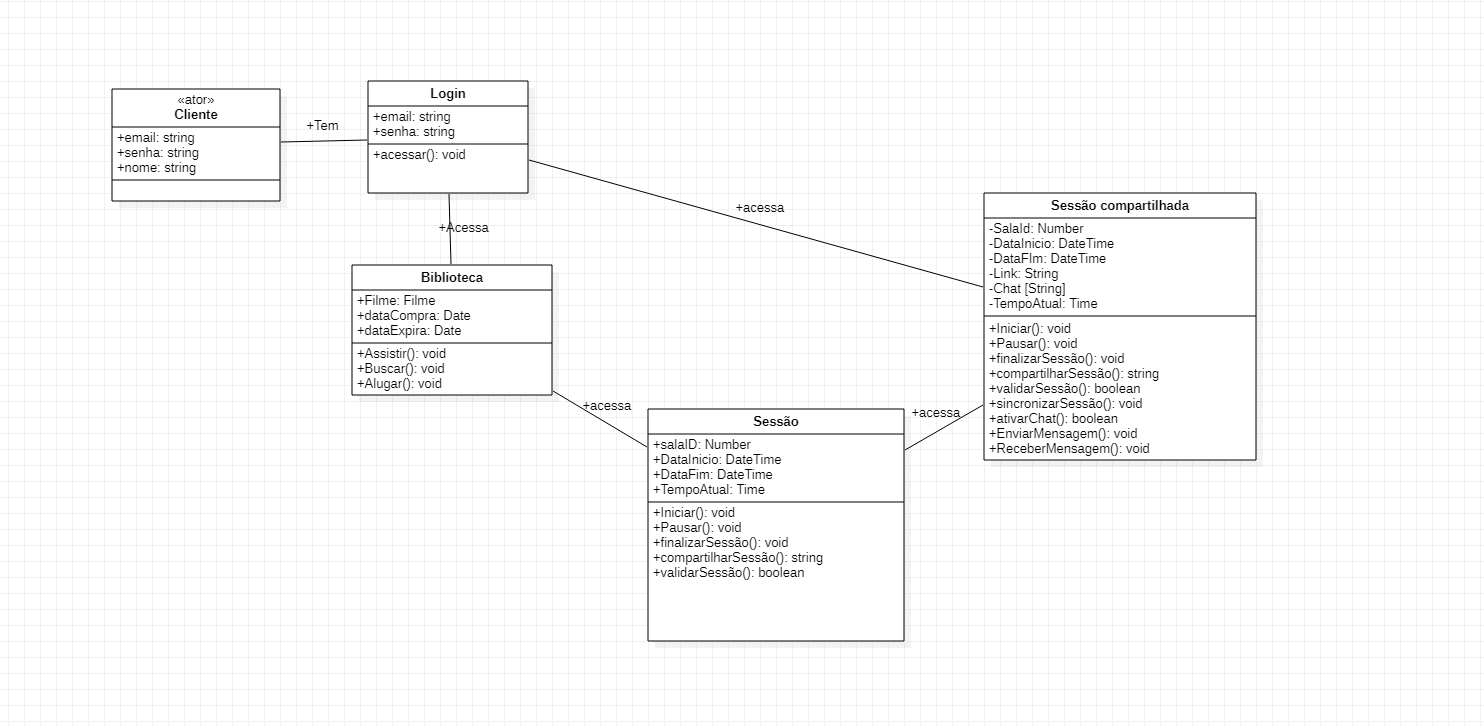 «ator»
Cliente
+email: string
+senha: string
+nome: string
+Tem
Login
+email: string
+senha: string
+acessar(): void
+acessa
+Acessa
Biblioteca
+Filme: Filme
+dataCompra: Date
+dataExpira: Date
+Assistir(): void
+Buscar(): void
+Alugar(): void
+acessa
Sessão
+salaID: Number
+DataInicio: DateTime
+DataFim: DateTime
+TempoAtual: Time
+Iniciar(): void
+Pausar(): void
+finalizarSessão(): void
+compartilharSessão(): string
+validarSessão(): boolean
+acessa
Sessão compartilhada
-SalaId: Number
-DataInicio: DateTime
-DataFIm: DateTime
-Link: String
-Chat [String]
-TempoAtual: Time
+Iniciar(): void
+Pausar(): void
+finalizarSessão(): void
+compartilharSessão(): string
+validarSessão(): boolean
+sincronizarSessão(): void
+ativarChat(): boolean
+EnviarMensagem(): void
+ReceberMensagem(): void